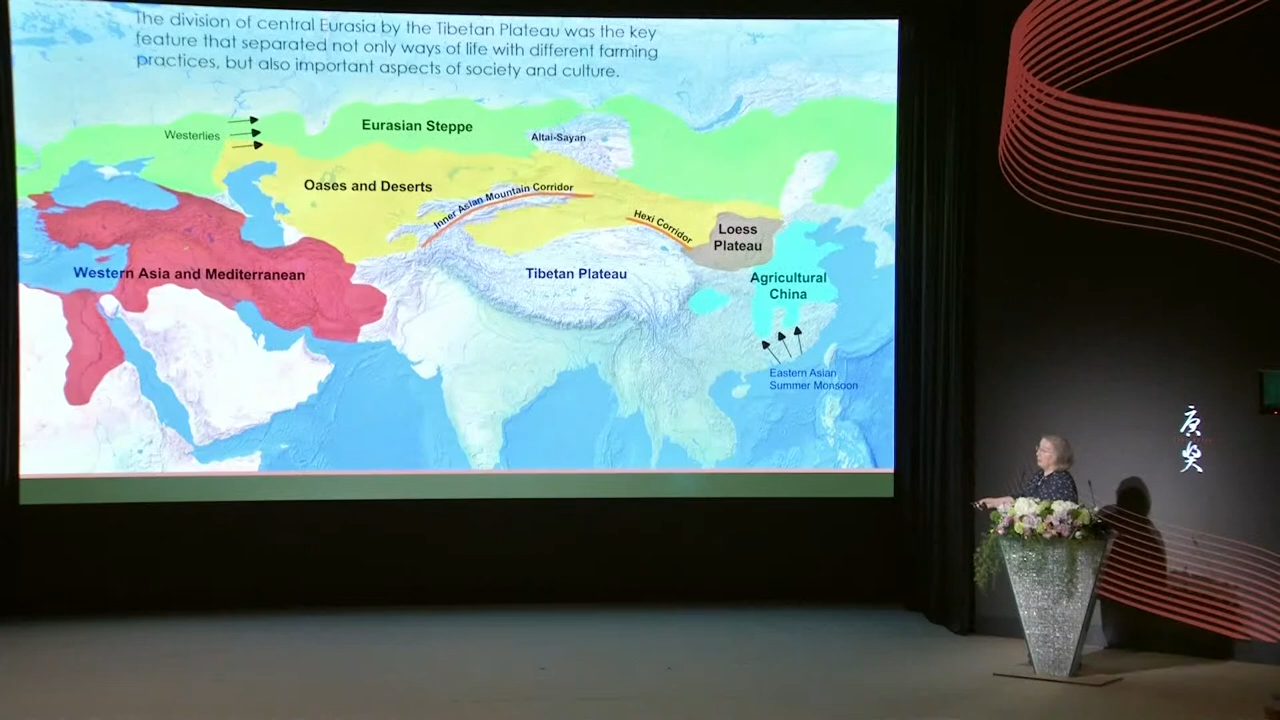 The division of central Eurasia by the Tibetan Plateau was the key
feature that separated not only ways of life with different farming
practices, but also important aspects of society and culture.
Westerlies
Eurasian Steppe
Altai-Sayan
Oases and Deserts
Inner Asian Mountain Corridor
Hexi Corridor
Loess
Plateau
Western Asia and Mediterranean
Tibetan Plateau
Agricultural
China
Eastern Asian
Summer Monsoon
唐
奖